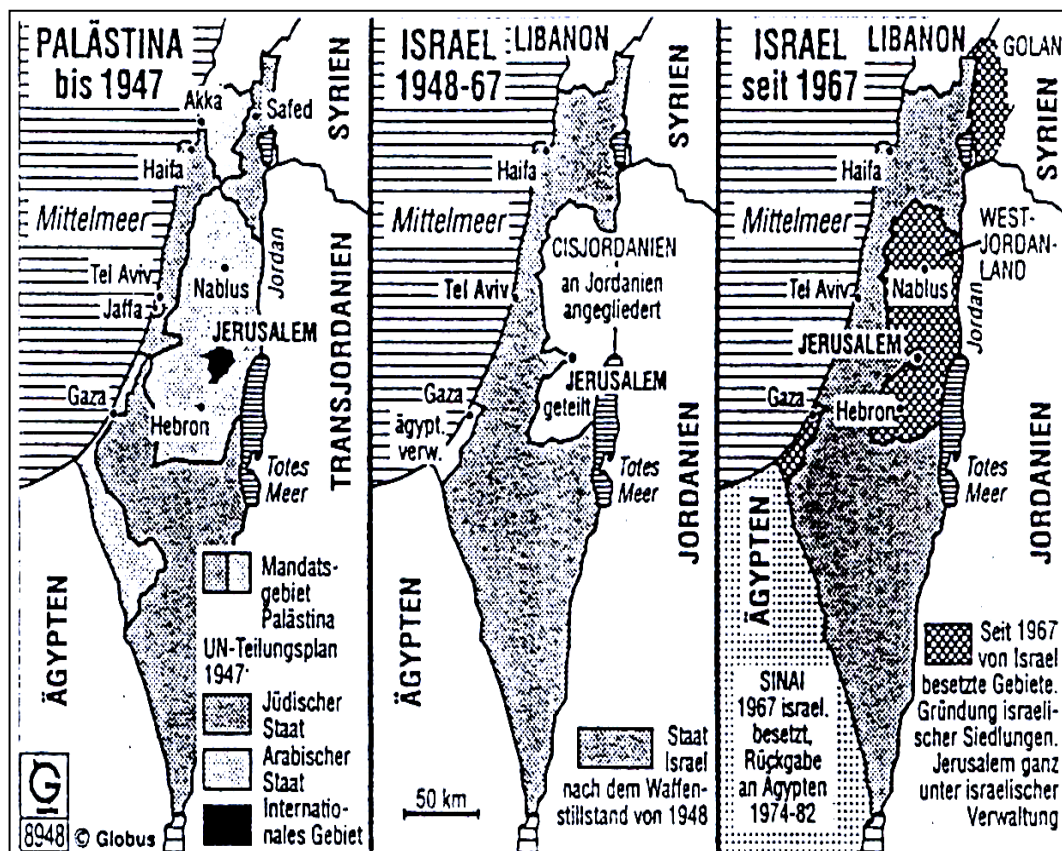 PALÄSTINA
bis 1947
Akka
Safed
Haifa
Mittelmeer
SYRIEN
Tel Aviv
Jaffa
Nablus
Jordan
JERUSALEM
Gaza
Hebron
TRANSJORDANIEN
Totes
Meer
ÄGYPTEN
Mandats-
gebiet
Palästina
UN-Teilungsplan
1947
Jüdischer
Staat
Arabischer
Staat
Internatio-
nales Gebiet
G
8948 © Globus
ISRAEL
1948-67
LIBANON
SYRIEN
Haifa
Mittelmeer
CISJORDANIEN
an Jordanien
angegliedert
Tel Aviv
JERUSALEM
geteilt
Gaza
ägypt.
verw.
Totes
Meer
JORDANIEN
ÄGYPTEN
50 km
Staat
Israel
nach dem Waffen-
stillstand von 1948
ISRAEL
seit 1967
LIBANON
GOLAN
SYRIEN
Haifa
Mittelmeer
WEST-
JORDAN-
LAND
Tel Aviv
Nablus
Jordan
JERUSALEM
Gaza
Hebron
Totes
Meer
JORDANIEN
ÄGYPTEN
SINAI
1967 israel.
besetzt,
Rückgabe
an Ägypten
1974-82
Seit 1967
von Israel
besetzte Gebiete.
Gründung israeli-
scher Siedlungen.
Jerusalem ganz
unter israelischer
Verwaltung